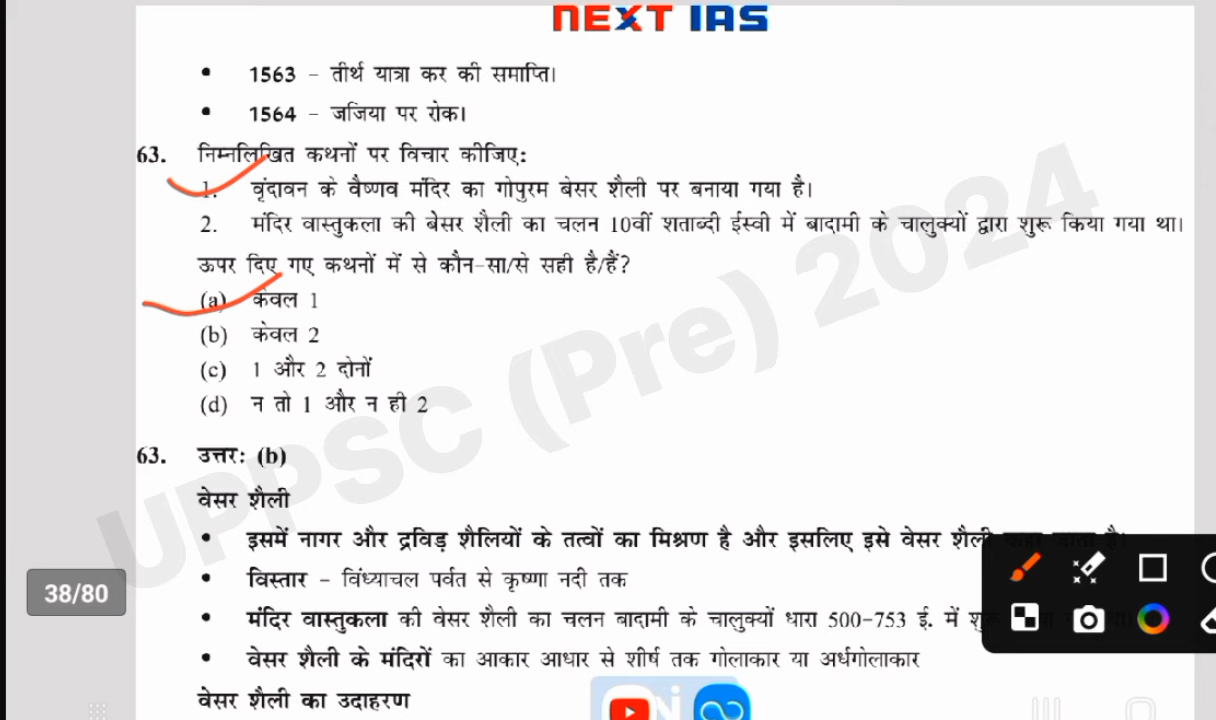 NEXT IAS
• 1563 – तीर्थ यात्रा कर की समाप्ति।
• 1564 – जजिया पर रोक।
63. निम्नलिखित कथनों पर विचार कीजिए:
1. वृंदावन के वैष्णव मंदिर का गोपुरम बेसर शैली पर बनाया गया है।
2. मंदिर वास्तुकला की बेसर शैली का चलन 10वीं शताब्दी ईस्वी में बादामी के चालुक्यों द्वारा शुरू किया गया था।
ऊपर दिए गए कथनों में से कौन-सा/से सही है/हैं?
(a) केवल 1
(b) केवल 2
(c) 1 और 2 दोनों
(d) न तो 1 और न ही 2
UPPSC (Pre) 2024
63. उत्तर: (b)
वेसर शैली
• इसमें नागर और द्रविड़ शैलियों के तत्वों का मिश्रण है और इसलिए इसे वेसर शैली कहा जाता है।
• विस्तार – विंध्याचल पर्वत से कृष्णा नदी तक
38/80
• मंदिर वास्तुकला की वेसर शैली का चलन बादामी के चालुक्यों धारा 500-753 ई. में
• वेसर शैली के मंदिरों का आकार आधार से शीर्ष तक गोलाकार या अर्धगोलाकार
वेसर शैली का उदाहरण